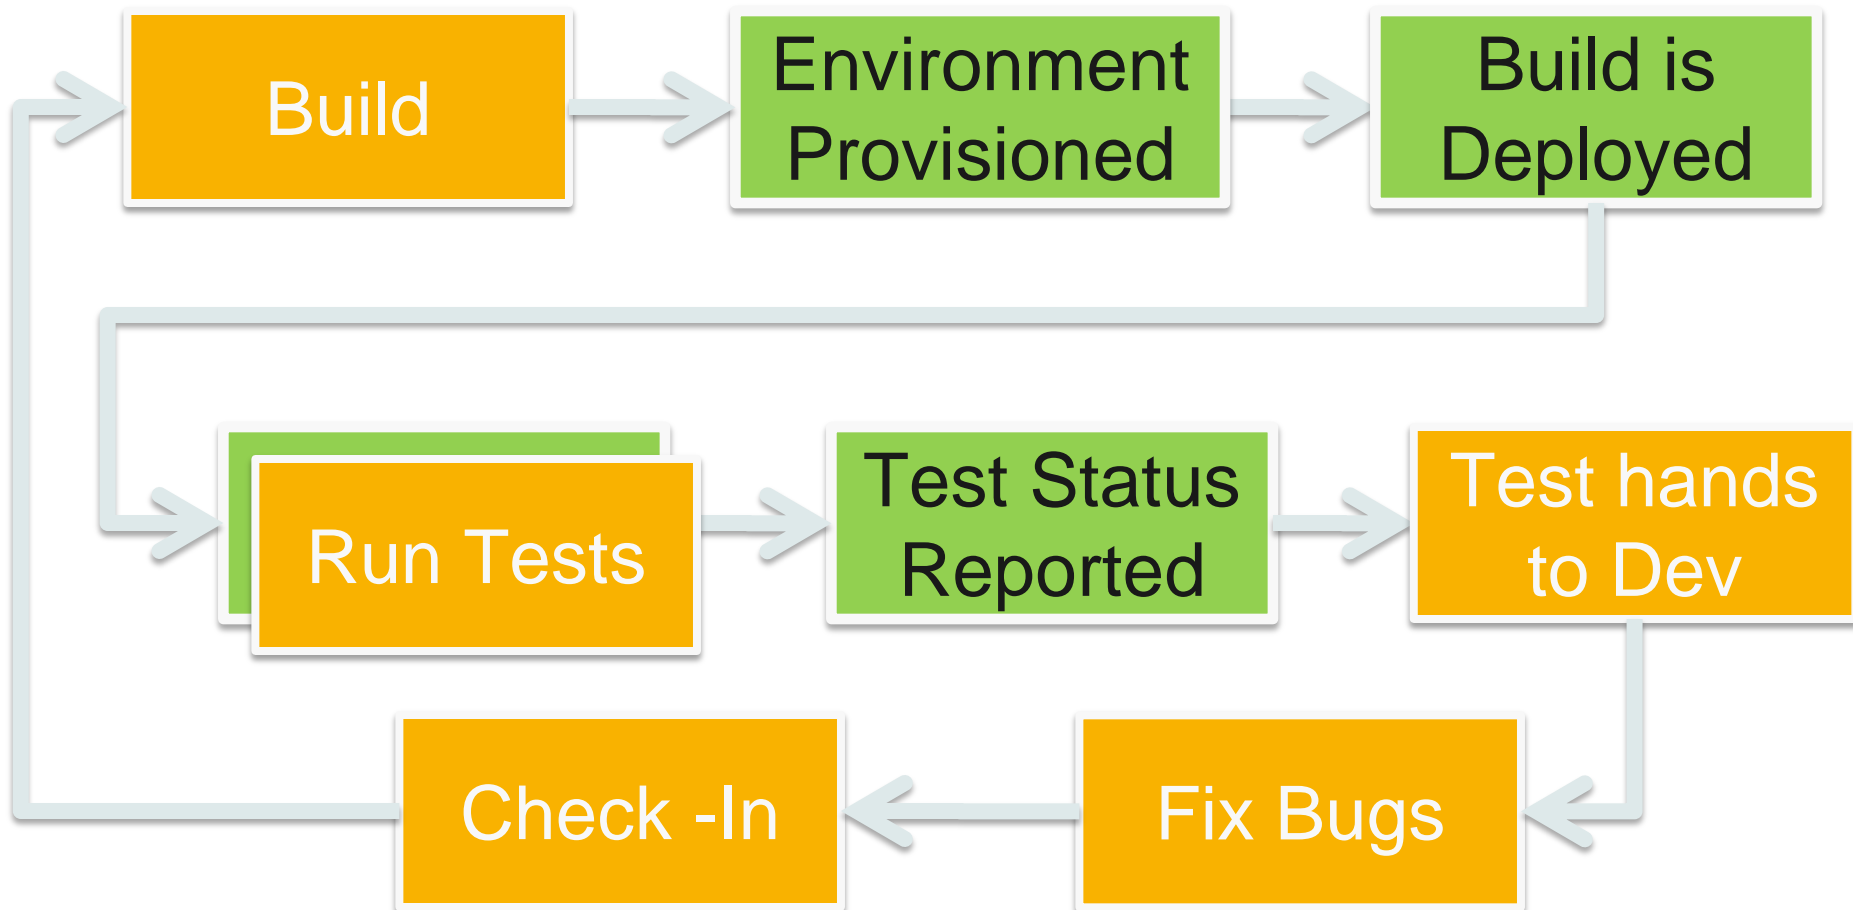 Build
Environment
Provisioned
Build is
Deployed
Run Tests
Test Status
Reported
Test hands
to Dev
Check -In
Fix Bugs